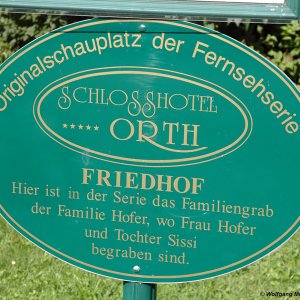 Originalschauplatz der Fernsehserie
SCHLOSSHOTEL
***** ORTH
FRIEDHOF
Hier ist in der Serie das Familiengrab
der Familie Hofer, wo Frau Hofer
und Tochter Sissi
begraben sind.